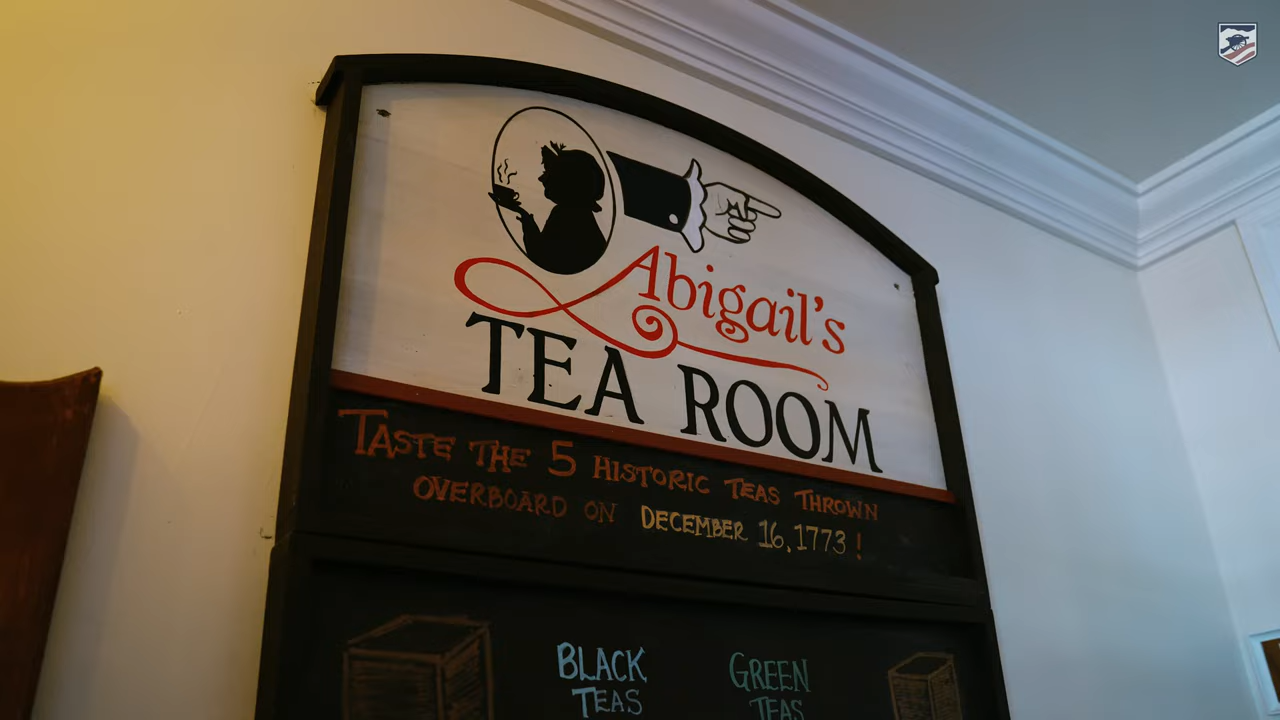 Abigail's
TEA ROOM
TASTE THE 5 HISTORIC TEAS THROWN
OVERBOARD ON DECEMBER 16, 1773!
BLACK
TEAS
GREEN
TEAS